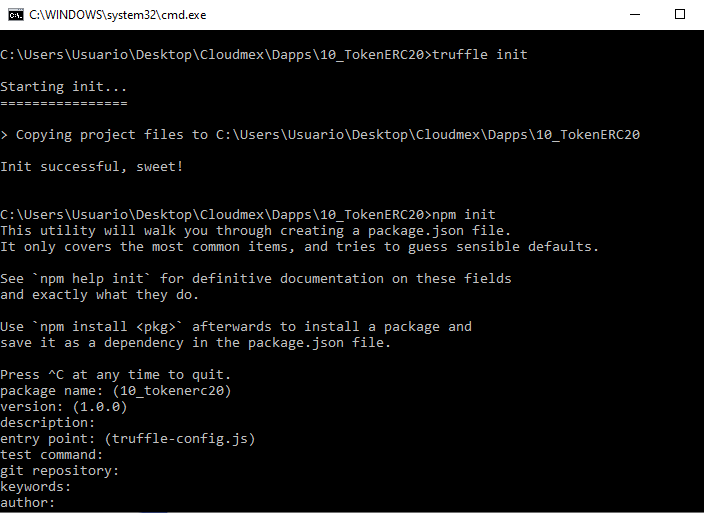 C:\WINDOWS\system32\cmd.exe
C:\Users\Usuario\Desktop\Cloudmex\Dapps\10_TokenERC20>truffle init
Starting init...
================
> Copying project files to C:\Users\Usuario\Desktop\Cloudmex\Dapps\10_TokenERC20
Init successful, sweet!
C:\Users\Usuario\Desktop\Cloudmex\Dapps\10_TokenERC20>npm init
This utility will walk you through creating a package.json file.
It only covers the most common items, and tries to guess sensible defaults.
See `npm help init` for definitive documentation on these fields
and exactly what they do.
Use `npm install <pkg>` afterwards to install a package and
save it as a dependency in the package.json file.
Press ^C at any time to quit.
package name: (10_tokenerc20)
version: (1.0.0)
description:
entry point: (truffle-config.js)
test command:
git repository:
keywords:
author: